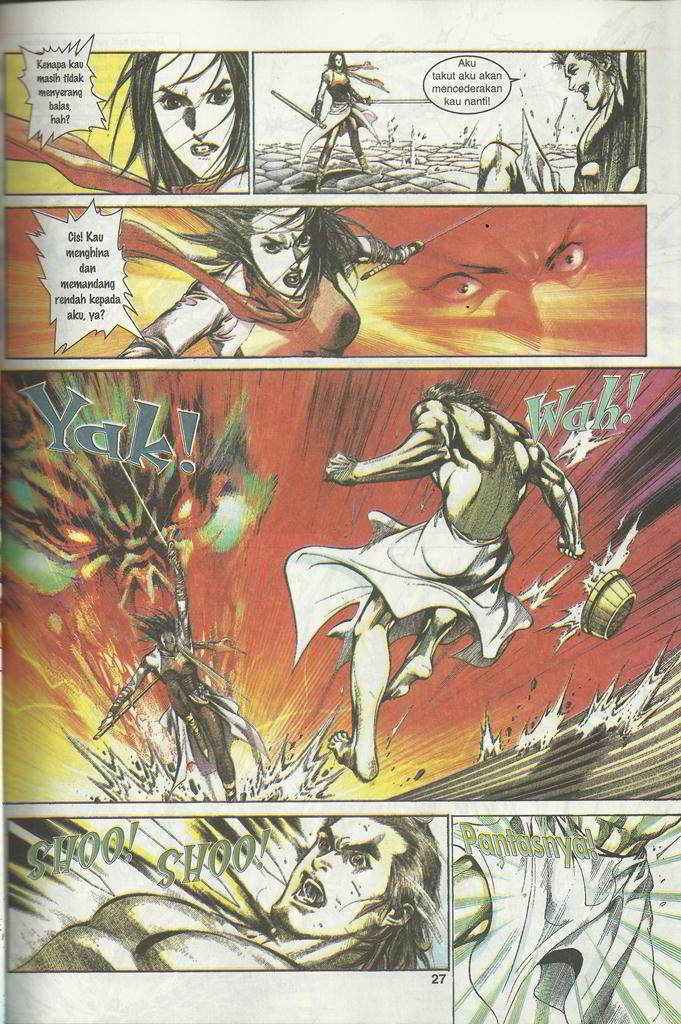 Kenapa kau
masih tidak
menyerang
balas,
hah?
Aku
takut aku akan
mencederakan
kau nanti!
Cis! Kau
menghina
dan
memandang
rendah kepada
aku, ya?
Yak!
Wah!
SHOO! SHOO!
Pantasnya!
27